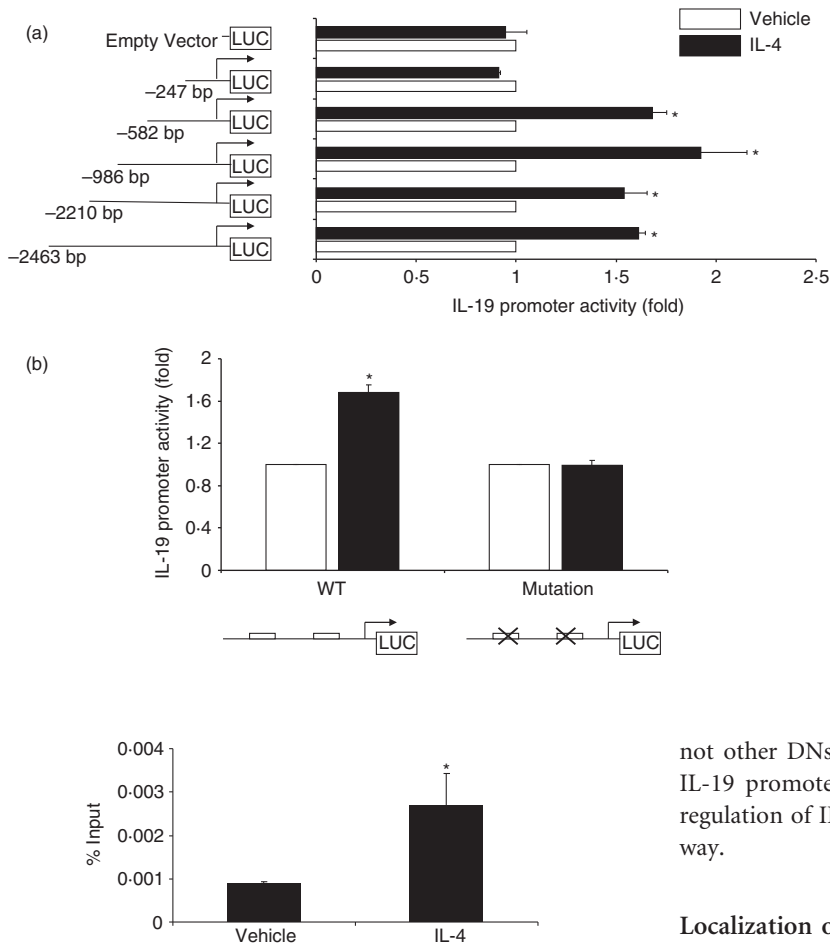 (a)
Vehicle
IL-4
Empty Vector LUC
LUC
–247 bp
LUC
–582 bp
LUC
–986 bp
LUC
–2210 bp
LUC
–2463 bp
*
*
*
*
0 0·5 1 1·5 2 2·5
IL-19 promoter activity (fold)
(b)
IL-19 promoter activity (fold)
2
1·6
1·2
0·8
0·4
0
*
WT Mutation
LUC LUC
% Input
0·004
0·003
0·002
0·001
0
*
Vehicle IL-4
not other DNs
IL-19 promote
regulation of II
way.
Localization o